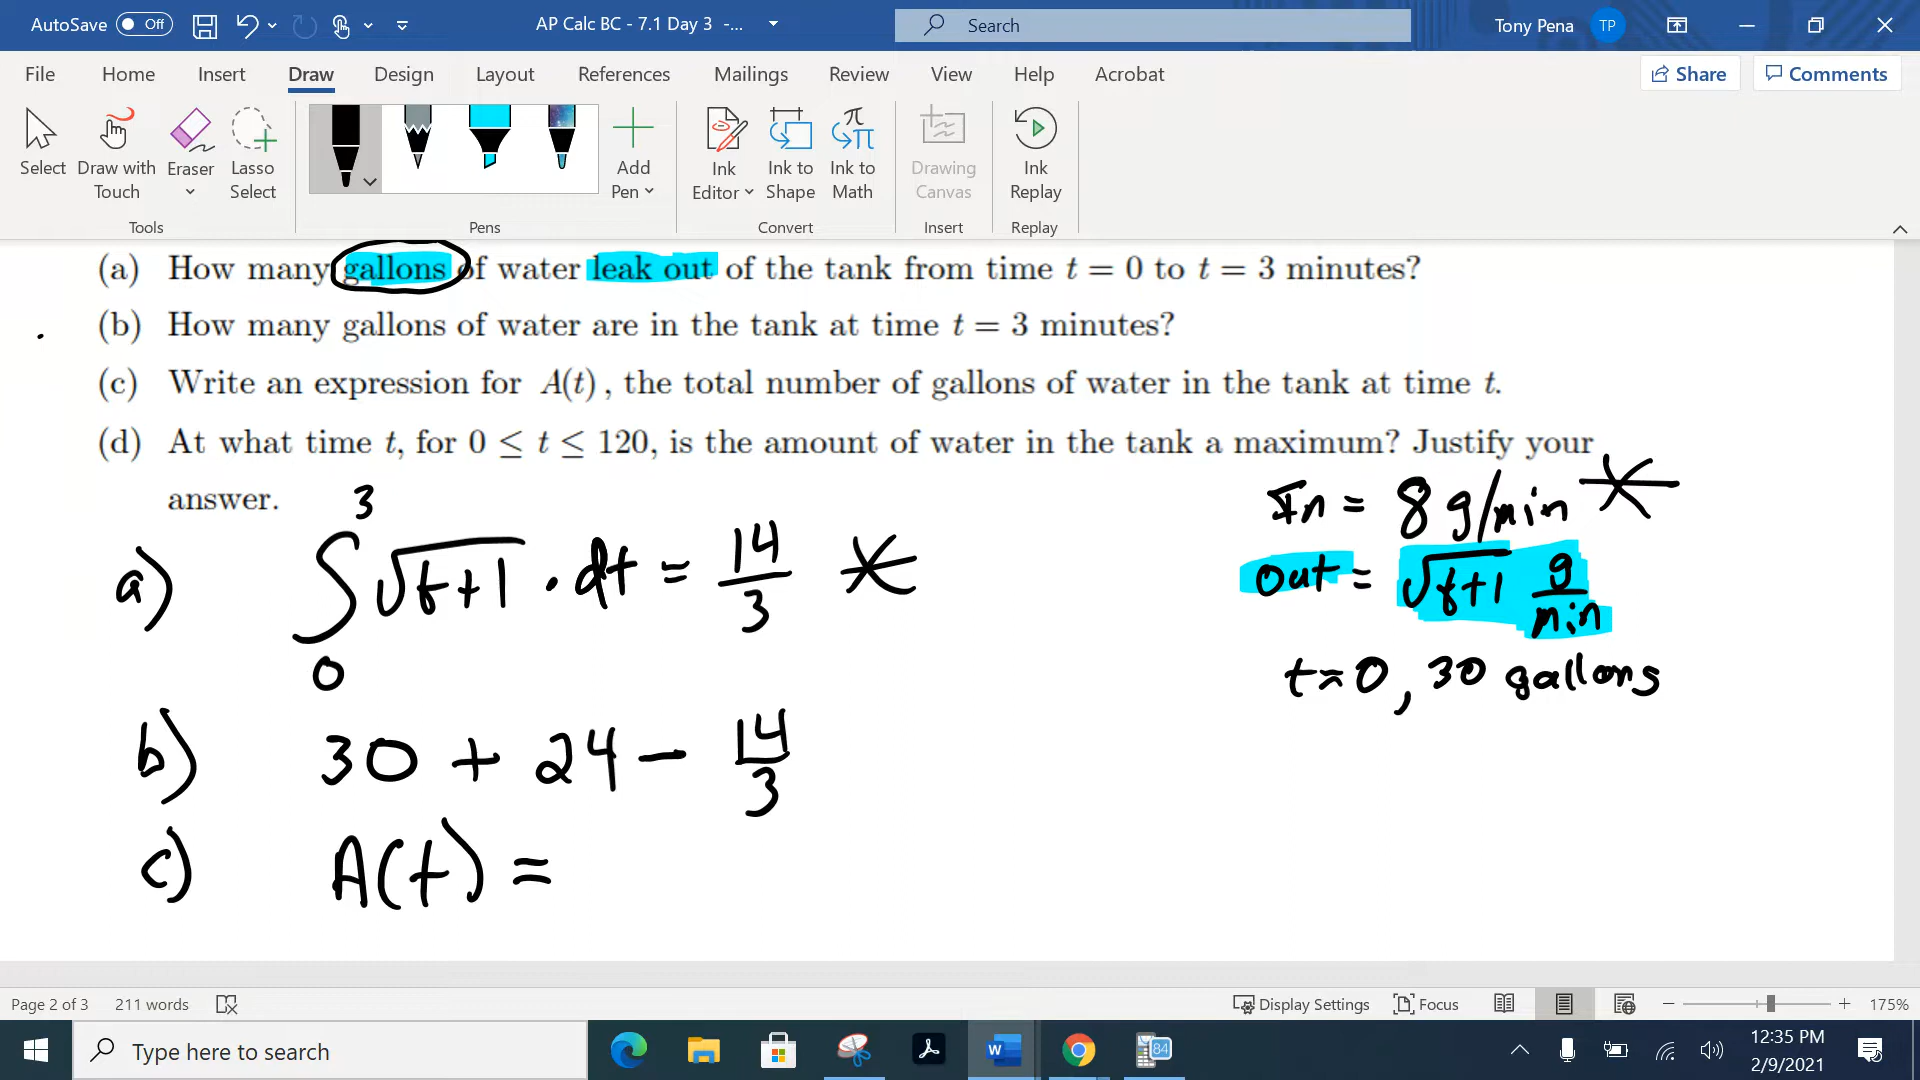 AutoSave Off AP Calc BC - 7.1 Day 3 -... Search Tony Pena TP
File Home Insert Draw Design Layout References Mailings Review View Help Acrobat Share Comments
Select Draw with Touch Eraser Lasso Select Add Pen Ink Editor Ink to Shape Ink to Math Drawing Canvas Ink Replay
Tools Pens Convert Insert Replay
(a) How many gallons of water leak out of the tank from time t = 0 to t = 3 minutes?
(b) How many gallons of water are in the tank at time t = 3 minutes?
(c) Write an expression for A(t), the total number of gallons of water in the tank at time t.
(d) At what time t, for 0 ≤ t ≤ 120, is the amount of water in the tank a maximum? Justify your
answer.
In = 8 g/min
a) ∫₀³ √(t+1) · dt = 14/3
out = √(t+1) g/min
t=0, 30 gallons
b) 30 + 24 - 14/3
c) A(t) =
Page 2 of 3 211 words Display Settings Focus 175%
Type here to search W 84 12:35 PM
2/9/2021